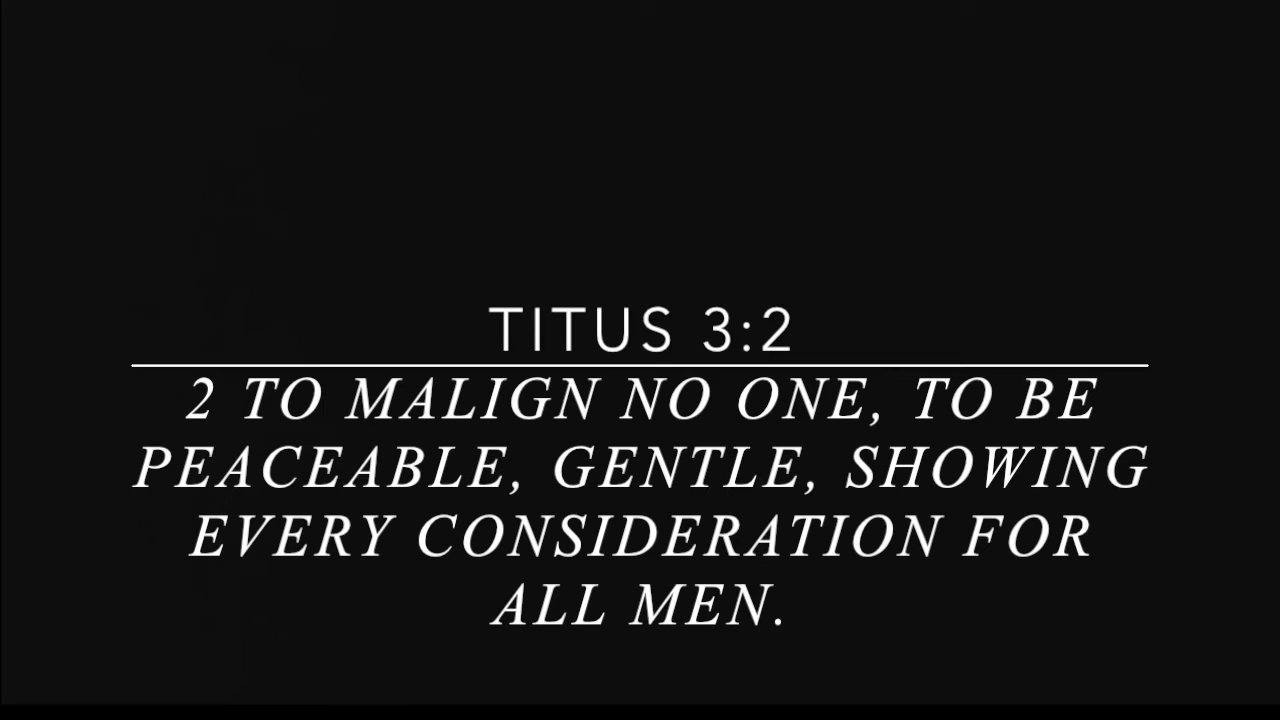 TITUS 3:2
2 TO MALIGN NO ONE, TO BE
PEACEABLE, GENTLE, SHOWING
EVERY CONSIDERATION FOR
ALL MEN.